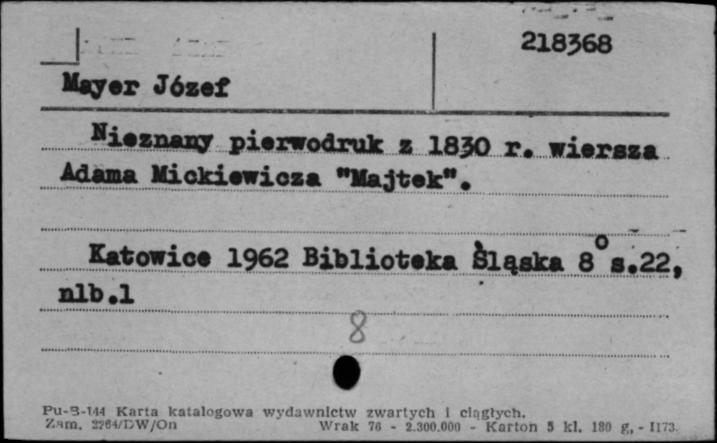 218368
Mayer Józef
Nieznany pierwodruk z 1830 r. wiersza
Adama Mickiewicza "Majtek".
Katowice 1962 Biblioteka Śląska 8° s.22,
nlb.1
8
Pu-B-144 Karta katalogowa wydawnictw zwartych i ciągłych.
Zam. 2264/DW/On Wrak 76 - 2.300.000 - Karton 5 kl. 180 g, - I173.